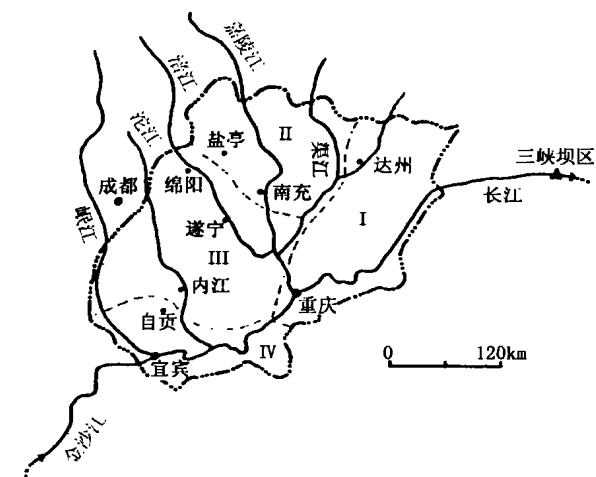 嘉陵江
涪江
沱江
盐亭
II
渠江
达州
三峡坝区
长江
成都
绵阳
南充
I
岷江
遂宁
III
内江
重庆
自贡
IV
宜宾
0
120km
金沙江